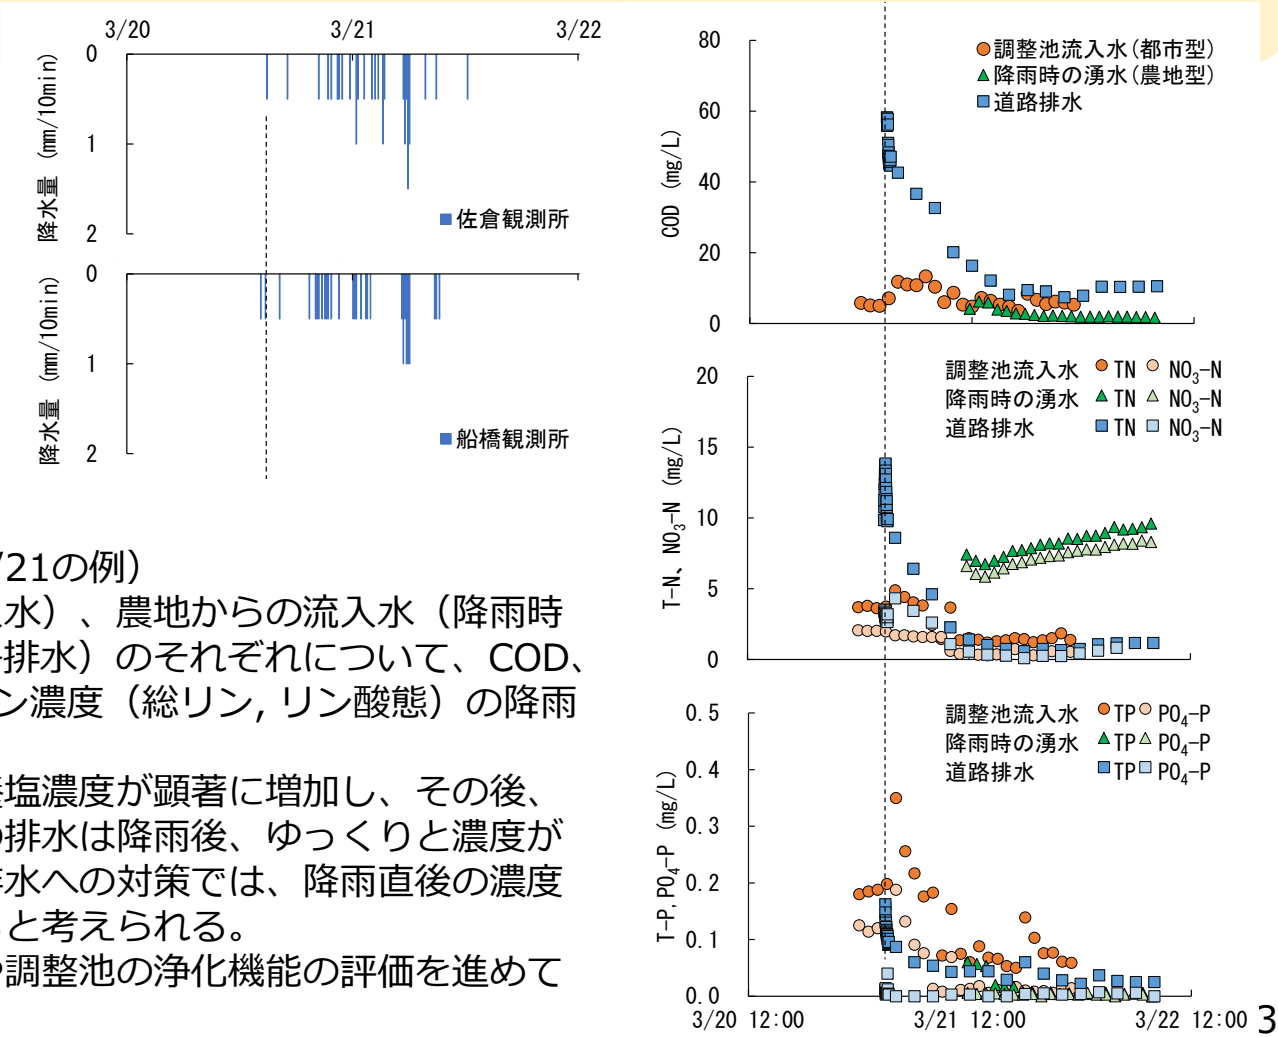 3/20 3/21 3/22
0
1
2
降水量 (mm/10min)
佐倉観測所
0
1
2
降水量 (mm/10min)
船橋観測所
/21の例）
水）、農地からの流入水（降雨時
排水）のそれぞれについて、COD、
ン濃度（総リン, リン酸態）の降雨
塩濃度が顕著に増加し、その後、
排水は降雨後、ゆっくりと濃度が
水への対策では、降雨直後の濃度
と考えられる。
調整池の浄化機能の評価を進めて
80
60
40
20
0
COD (mg/L)
調整池流入水(都市型)
降雨時の湧水(農地型)
道路排水
20
15
10
5
0
T-N、NO3-N (mg/L)
調整池流入水 TN NO3-N
降雨時の湧水 TN NO3-N
道路排水 TN NO3-N
0.5
0.4
0.3
0.2
0.1
0.0
T-P, PO4-P (mg/L)
調整池流入水 TP PO4-P
降雨時の湧水 TP PO4-P
道路排水 TP PO4-P
3/20 12:00 3/21 12:00 3/22 12:00
3